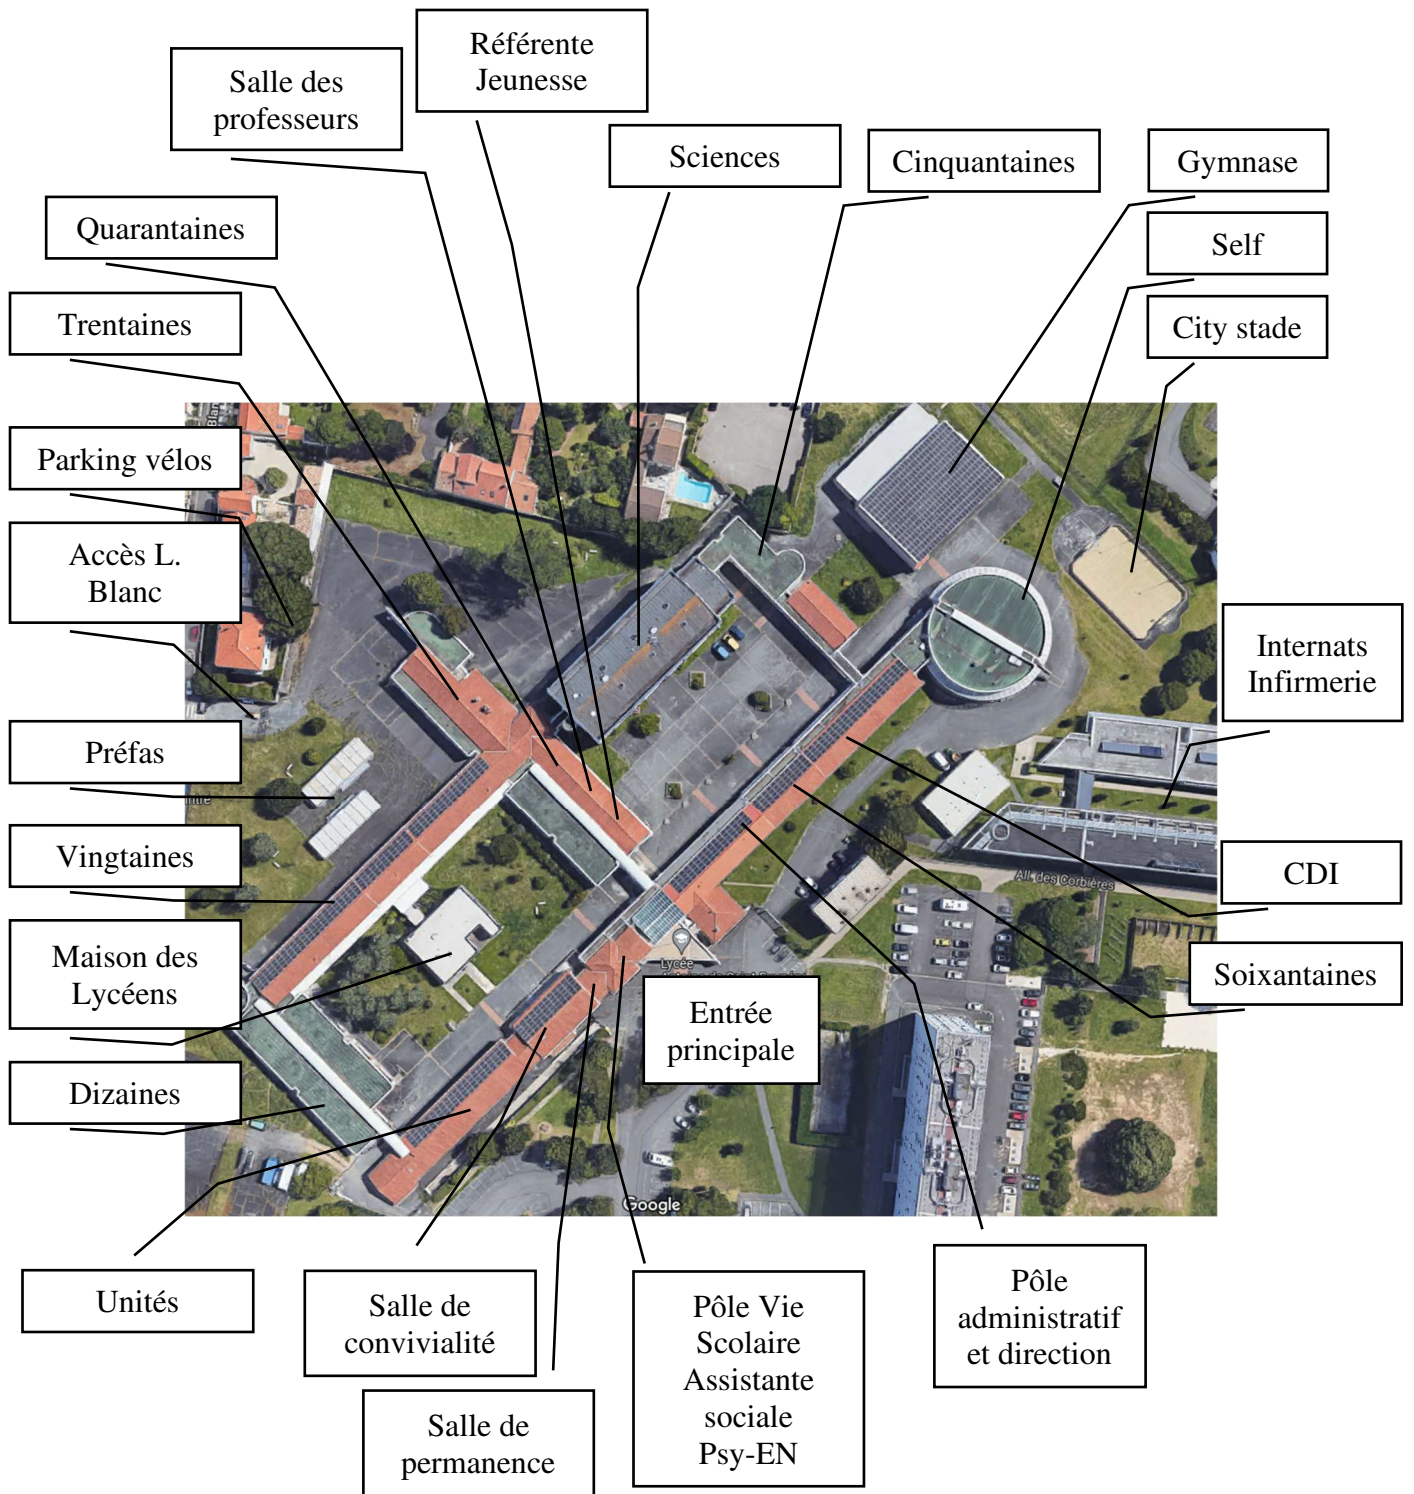 Référente
Jeunesse
Salle des
professeurs
Sciences
Cinquantaines
Gymnase
Quarantaines
Self
Trentaines
City stade
Parking vélos
Accès L.
Blanc
Internats
Infirmerie
Préfas
Vingtaines
All. des Corbières
CDI
Maison des
Lycéens
Lycée
Soixantaines
Entrée
principale
Dizaines
Google
Unités
Salle de
convivialité
Pôle Vie
Scolaire
Assistante
sociale
Psy-EN
Pôle
administratif
et direction
Salle de
permanence